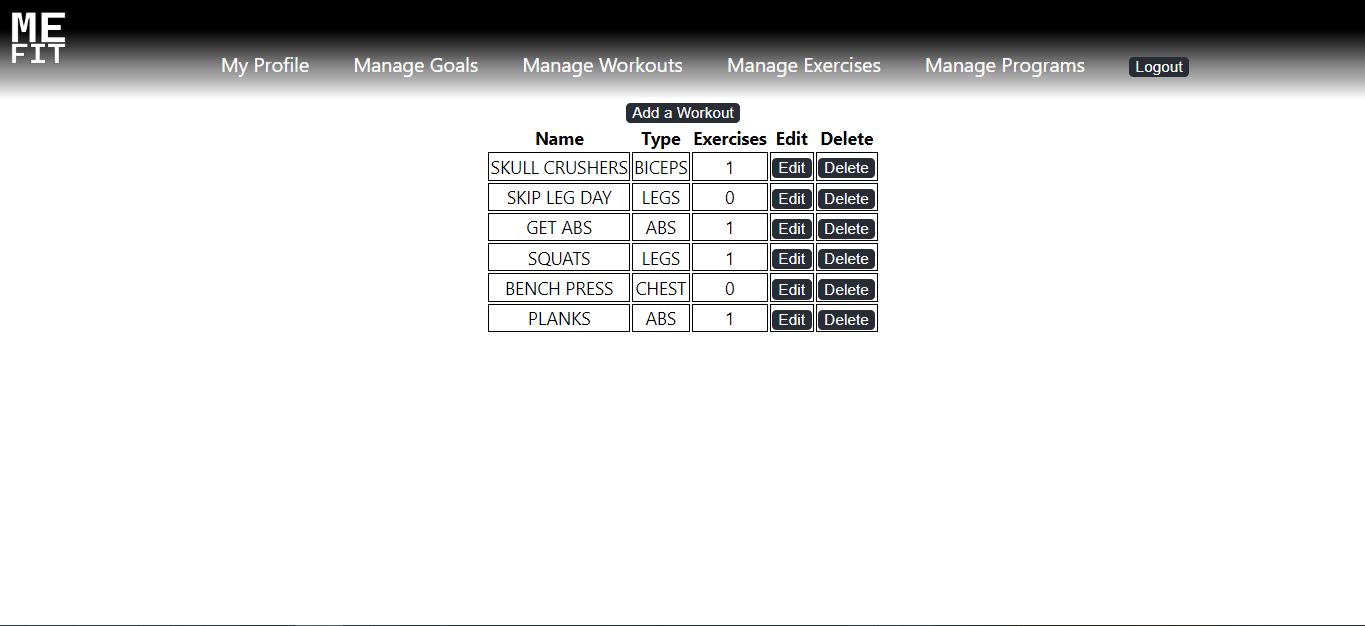 ME
FIT
My Profile Manage Goals Manage Workouts Manage Exercises Manage Programs Logout
Add a Workout
Name Type Exercises Edit Delete
SKULL CRUSHERS BICEPS 1 Edit Delete
SKIP LEG DAY LEGS 0 Edit Delete
GET ABS ABS 1 Edit Delete
SQUATS LEGS 1 Edit Delete
BENCH PRESS CHEST 0 Edit Delete
PLANKS ABS 1 Edit Delete